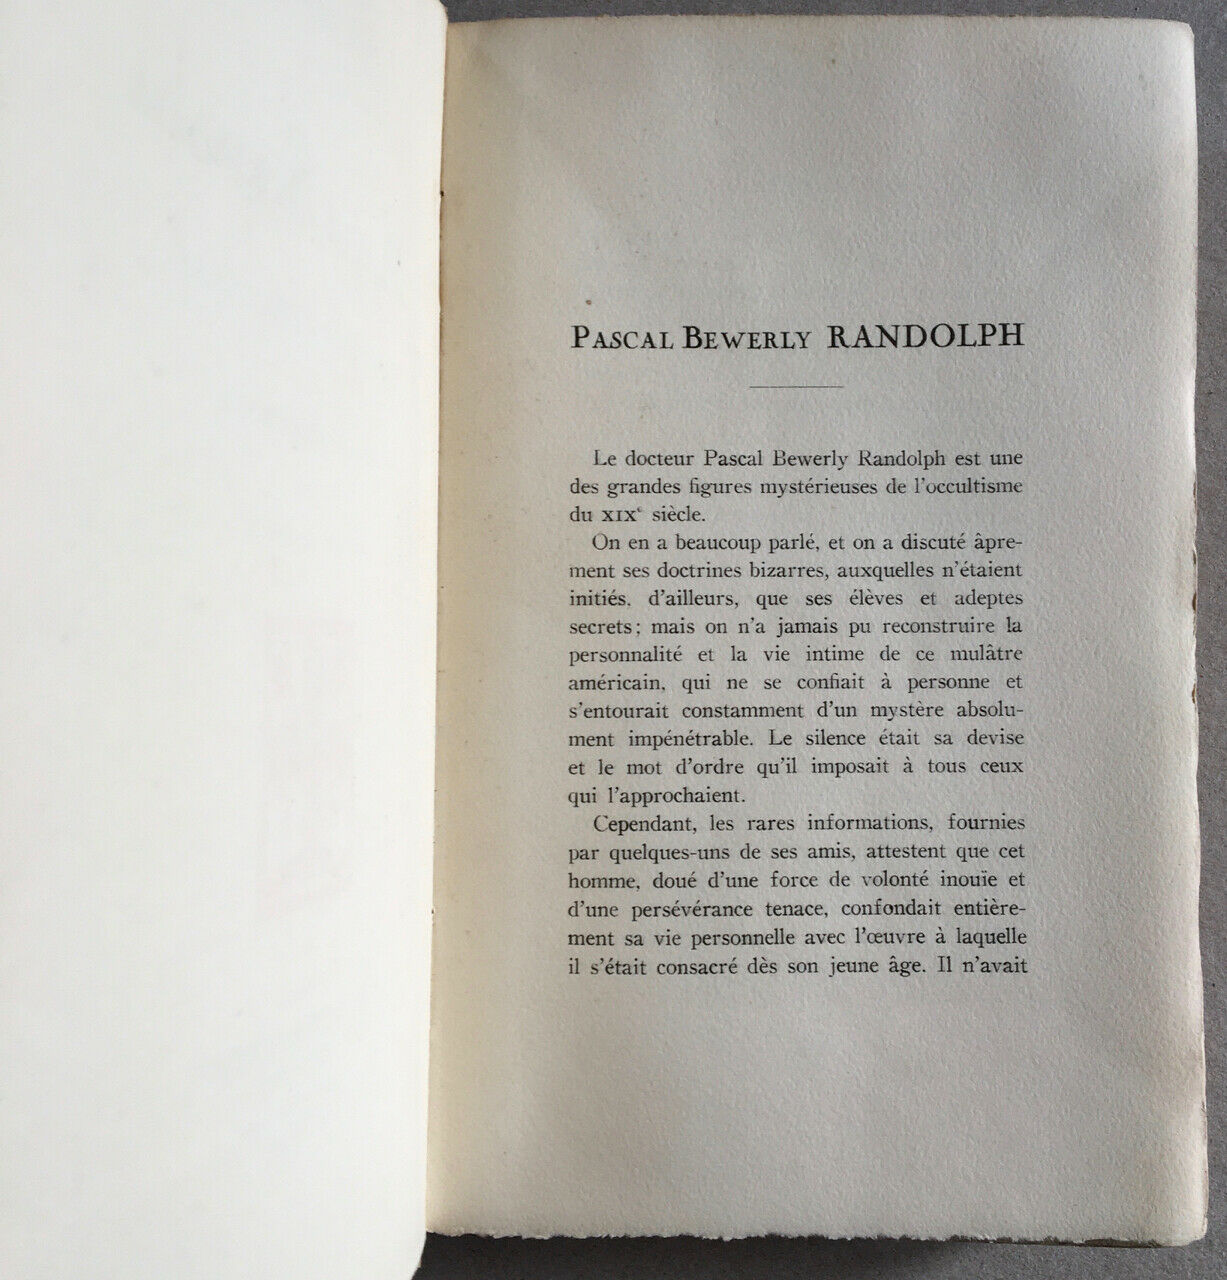 PASCAL BEWERLY RANDOLPH
Le docteur Pascal Bewerly Randolph est une
des grandes figures mystérieuses de l'occultisme
du XIXᵉ siècle.
On en a beaucoup parlé, et on a discuté âpre-
ment ses doctrines bizarres, auxquelles n'étaient
initiés, d'ailleurs, que ses élèves et adeptes
secrets; mais on n'a jamais pu reconstruire la
personnalité et la vie intime de ce mulâtre
américain, qui ne se confiait à personne et
s'entourait constamment d'un mystère absolu-
ment impénétrable. Le silence était sa devise
et le mot d'ordre qu'il imposait à tous ceux
qui l'approchaient.
Cependant, les rares informations, fournies
par quelques-uns de ses amis, attestent que cet
homme, doué d'une force de volonté inouïe et
d'une persévérance tenace, confondait entière-
ment sa vie personnelle avec l'œuvre à laquelle
il s'était consacré dès son jeune âge. Il n'avait